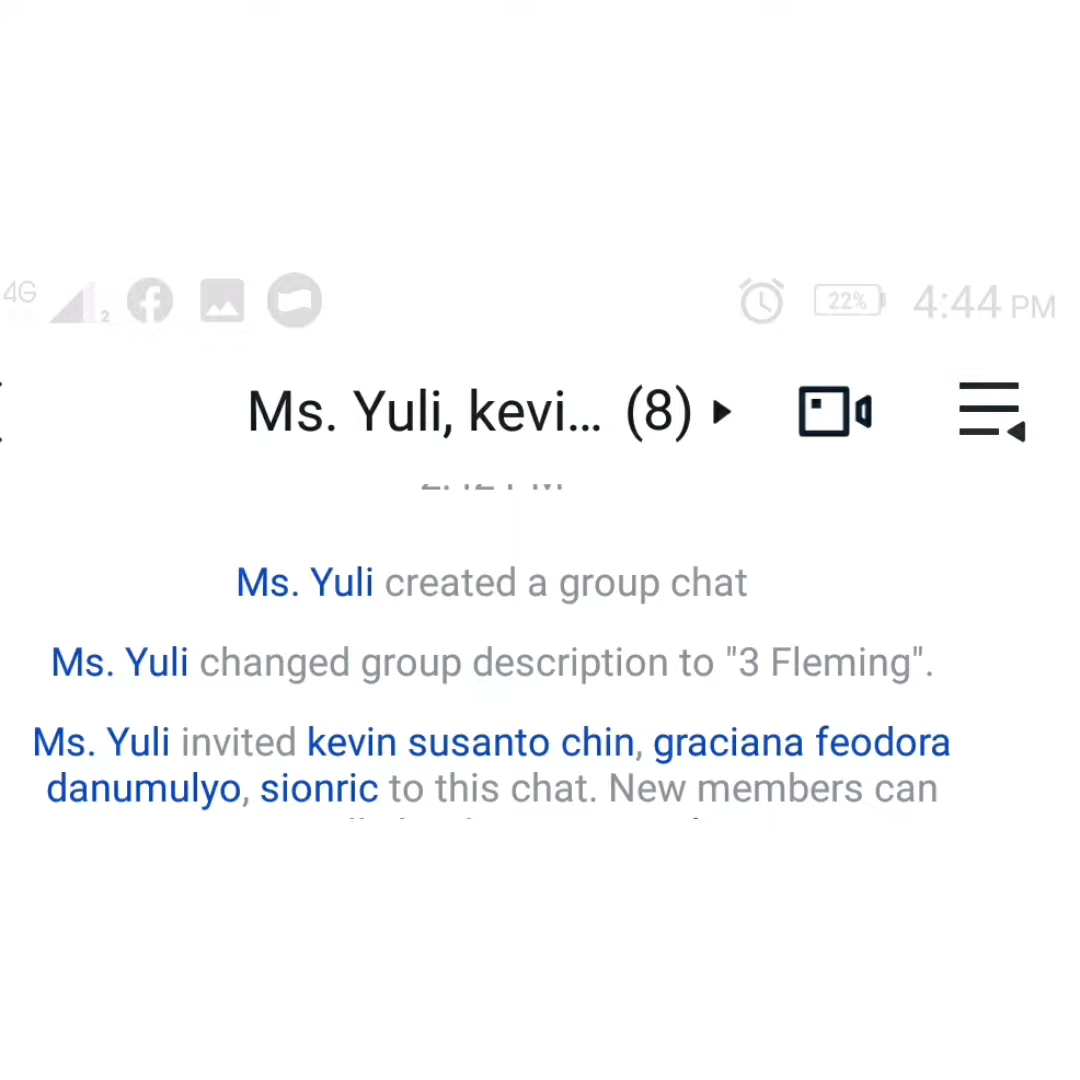 4G 2 22% 4:44 PM
Ms. Yuli, kevi... (8)
Ms. Yuli created a group chat
Ms. Yuli changed group description to "3 Fleming".
Ms. Yuli invited kevin susanto chin, graciana feodora
danumulyo, sionric to this chat. New members can